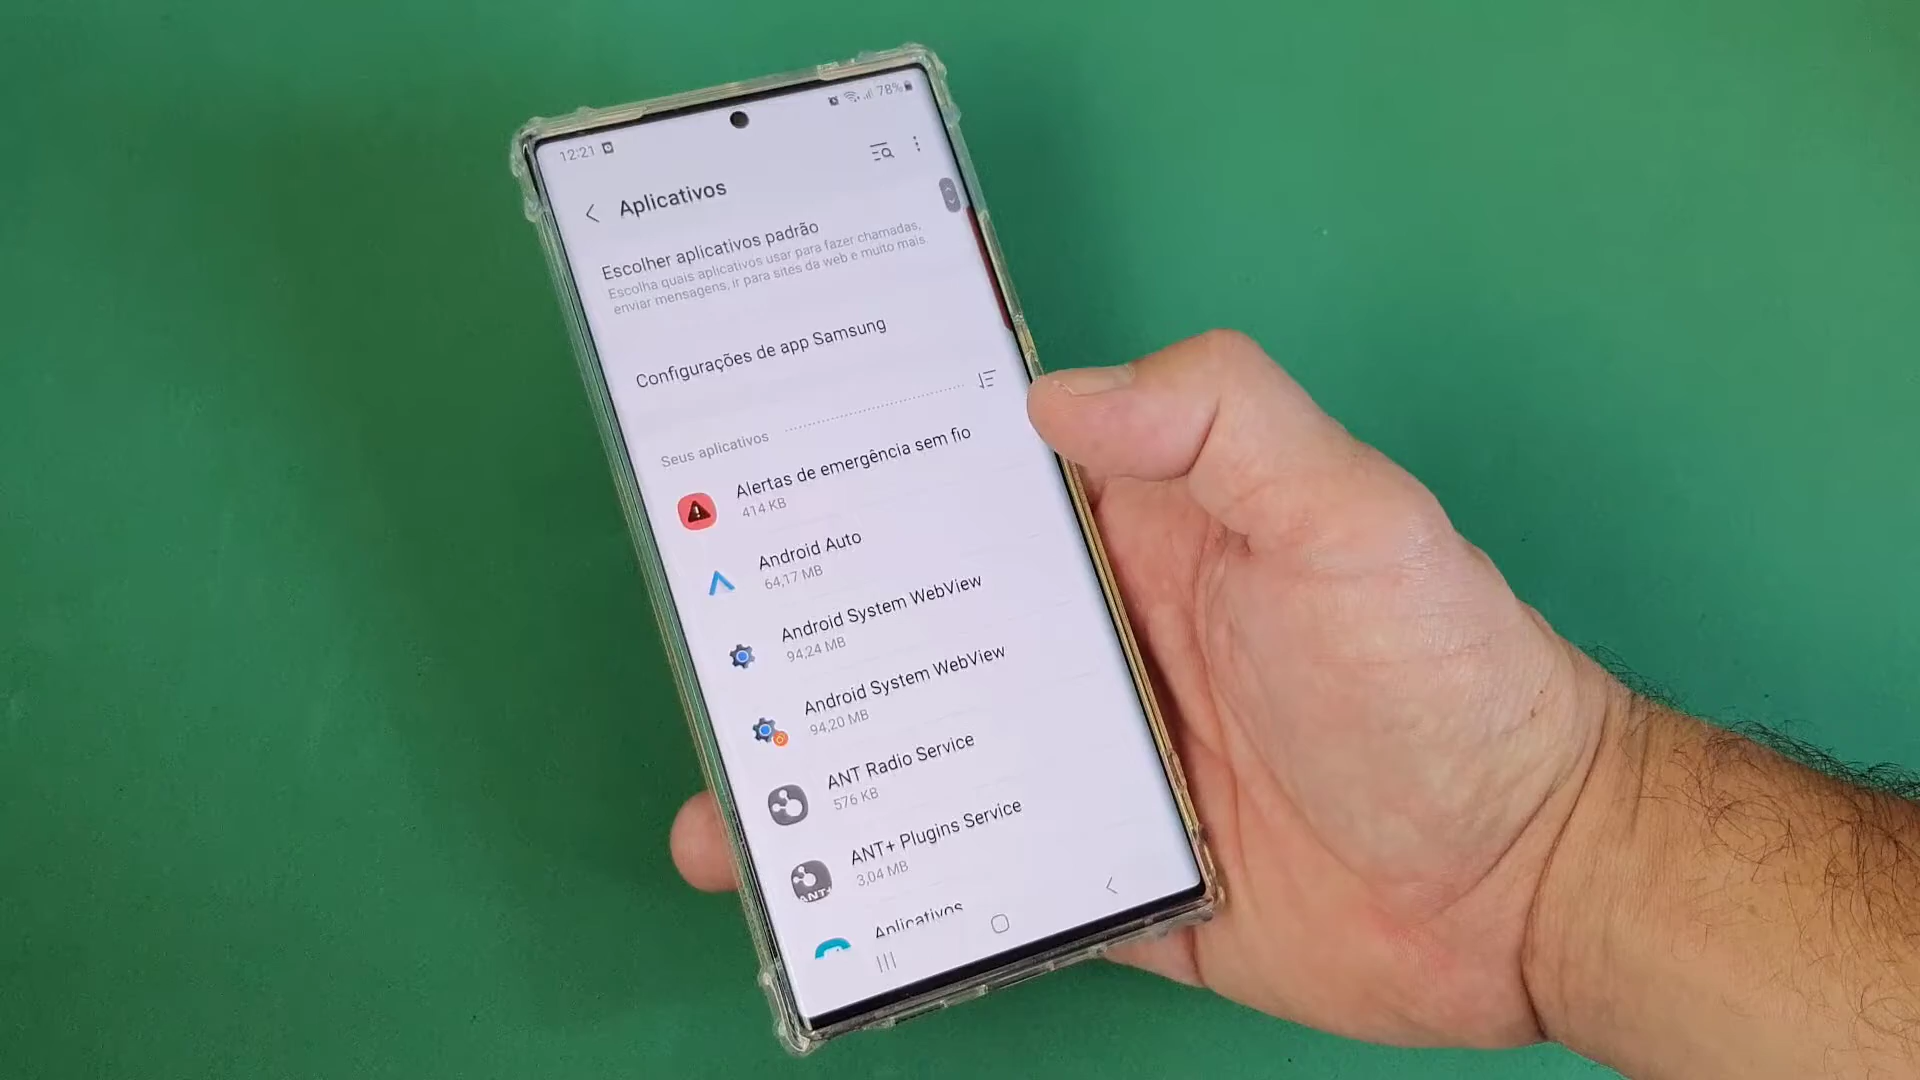 12:21
78%
Aplicativos
Escolher aplicativos padrão
Escolha quais aplicativos usar para fazer chamadas,
enviar mensagens, ir para sites da web e muito mais
Configurações de app Samsung
Seus aplicativos
Alertas de emergência sem fio
414 KB
Android Auto
64,17 MB
Android System WebView
94,24 MB
Android System WebView
94,20 MB
ANT Radio Service
576 KB
ANT+ Plugins Service
3,04 MB
ANT+
Aplicativos